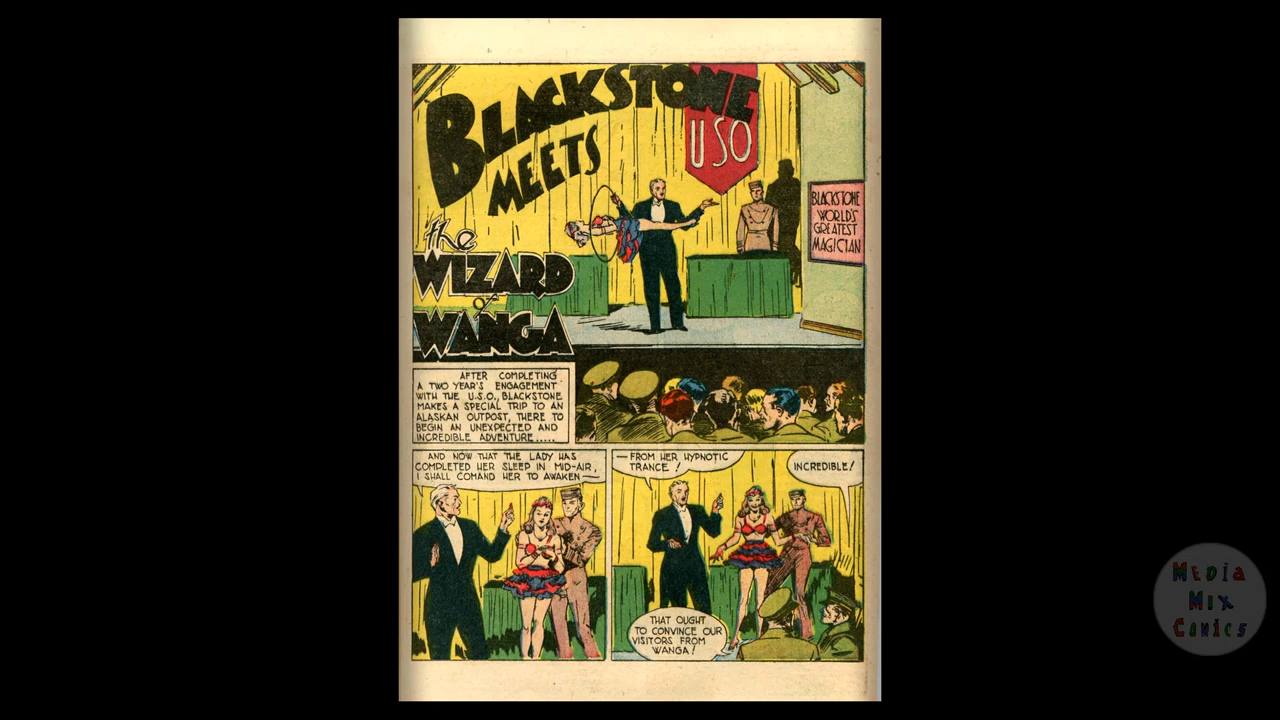 BLACKSTONE
MEETS
the
WIZARD
of
WANGA
USO
BLACKSTONE
WORLD'S
GREATEST
MAGICIAN
AFTER COMPLETING
A TWO YEAR'S ENGAGEMENT
WITH THE U.S.O., BLACKSTONE
MAKES A SPECIAL TRIP TO AN
ALASKAN OUTPOST, THERE TO
BEGIN AN UNEXPECTED AND
INCREDIBLE ADVENTURE.....
AND NOW THAT THE LADY HAS
COMPLETED HER SLEEP IN MID-AIR,
I SHALL COMAND HER TO AWAKEN—
—FROM HER HYPNOTIC
TRANCE!
INCREDIBLE!
THAT OUGHT
TO CONVINCE OUR
VISITORS FROM
WANGA!
MEDIA
MIX
COMICS